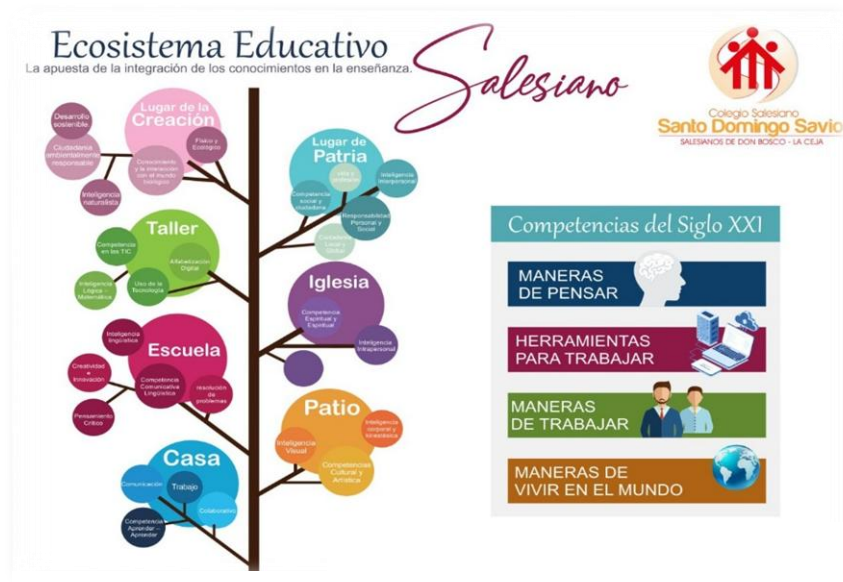 Ecosistema Educativo
La apuesta de la integración de los conocimientos en la enseñanza.
Salesiano
Colegio Salesiano
Santo Domingo Savio
SALESIANOS DE DON BOSCO - LA CEJA
Lugar de la
Creación
Desarrollo
sostenible
Ciudadanía
ambientalmente
responsable
Físico y
Ecológico
Conocimiento
y la interacción
con el mundo
biológico
Inteligencia
naturalista
Lugar de
Patria
Vida y
profesión
Inteligencia
Interpersonal
Competencia
social y
ciudadana
Responsabilidad
Personal y
Social
Ciudadanía
Local y
Global
Taller
Competencia
en las TIC
Alfabetización
Digital
Inteligencia
Lógica –
Matemática
Uso de la
Tecnología
Iglesia
Competencia
Espiritual y
Espiritual
Inteligencia
Intrapersonal
Escuela
Inteligencia
lingüística
Creatividad
+
Innovación
Competencia
Comunicativa
Lingüística
resolución
de
problemas
Pensamiento
Crítico
Patio
Inteligencia
corporal y
kinestésica
Inteligencia
Visual
Competencias
Cultural y
Artística
Casa
Comunicación
Trabajo
Colaborativo
Competencia
Aprender –
Aprender
Competencias del Siglo XXI
MANERAS
DE PENSAR
HERRAMIENTAS
PARA TRABAJAR
MANERAS
DE TRABAJAR
MANERAS DE
VIVIR EN EL MUNDO